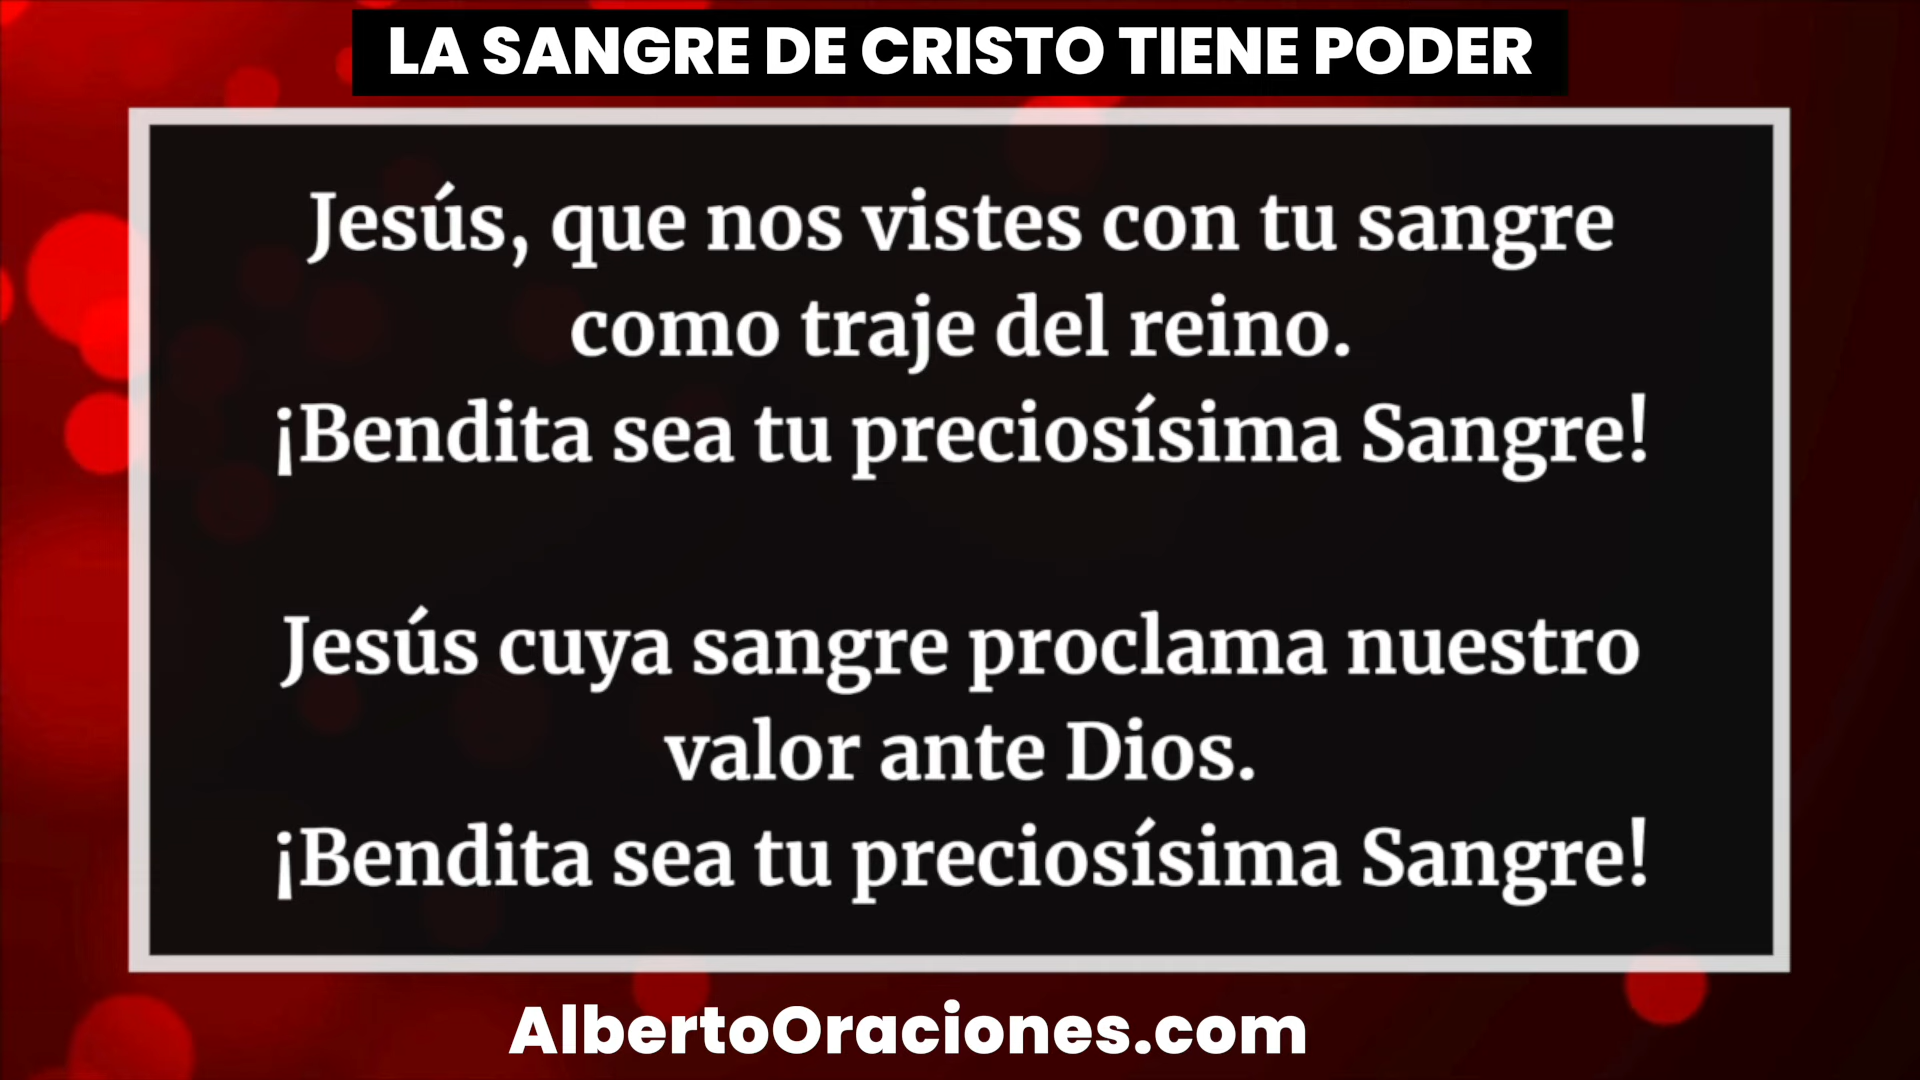 LA SANGRE DE CRISTO TIENE PODER
Jesús, que nos vistes con tu sangre
como traje del reino.
¡Bendita sea tu preciosísima Sangre!
Jesús cuya sangre proclama nuestro
valor ante Dios.
¡Bendita sea tu preciosísima Sangre!
AlbertoOraciones.com